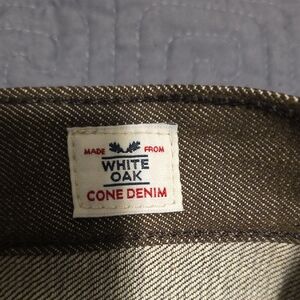 MADE FROM
WHITE
OAK
CONE DENIM